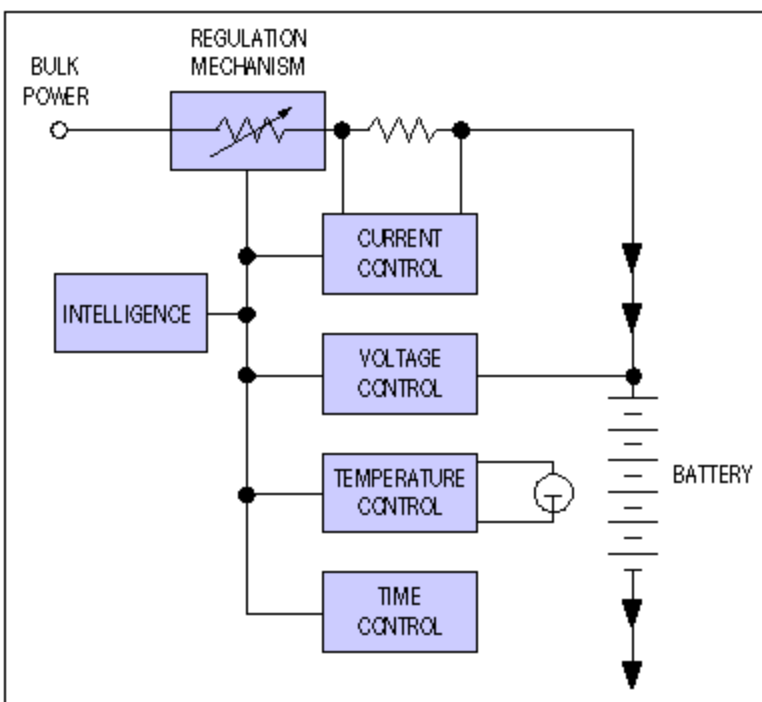 REGULATION
MECHANISM
BULK
POWER
CURRENT
CONTROL
INTELLIGENCE
VOLTAGE
CONTROL
TEMPERATURE
CONTROL
BATTERY
TIME
CONTROL